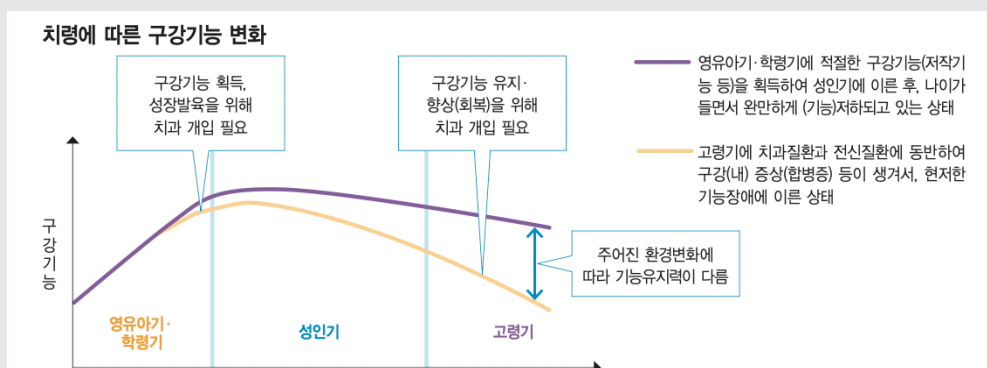 치령에 따른 구강기능 변화
구강기능 획득,
성장발육을 위해
치과 개입 필요
구강기능 유지·
향상(회복)을 위해
치과 개입 필요
영유아기·학령기에 적절한 구강기능(저작기
능 등)을 획득하여 성인기에 이른 후, 나이가
들면서 완만하게 (기능)저하되고 있는 상태
고령기에 치과질환과 전신질환에 동반하여
구강(내) 증상(합병증) 등이 생겨서, 현저한
기능장애에 이른 상태
구강기능
주어진 환경변화에
따라 기능유지력이 다름
영유아기·
학령기
성인기
고령기